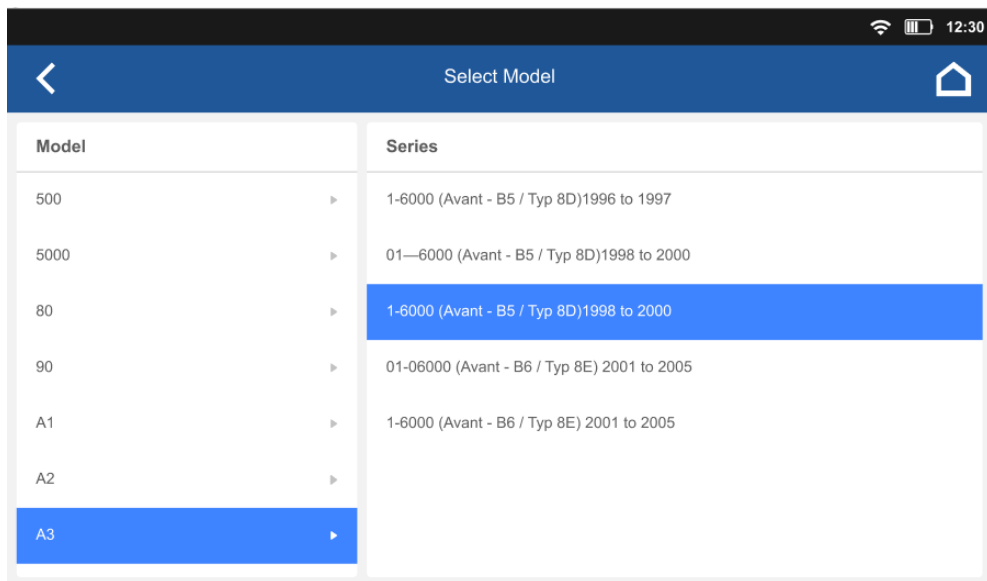 12:30
Select Model
Model
Series
500
1-6000 (Avant - B5 / Typ 8D)1996 to 1997
5000
01—6000 (Avant - B5 / Typ 8D)1998 to 2000
80
1-6000 (Avant - B5 / Typ 8D)1998 to 2000
90
01-06000 (Avant - B6 / Typ 8E) 2001 to 2005
A1
1-6000 (Avant - B6 / Typ 8E) 2001 to 2005
A2
A3